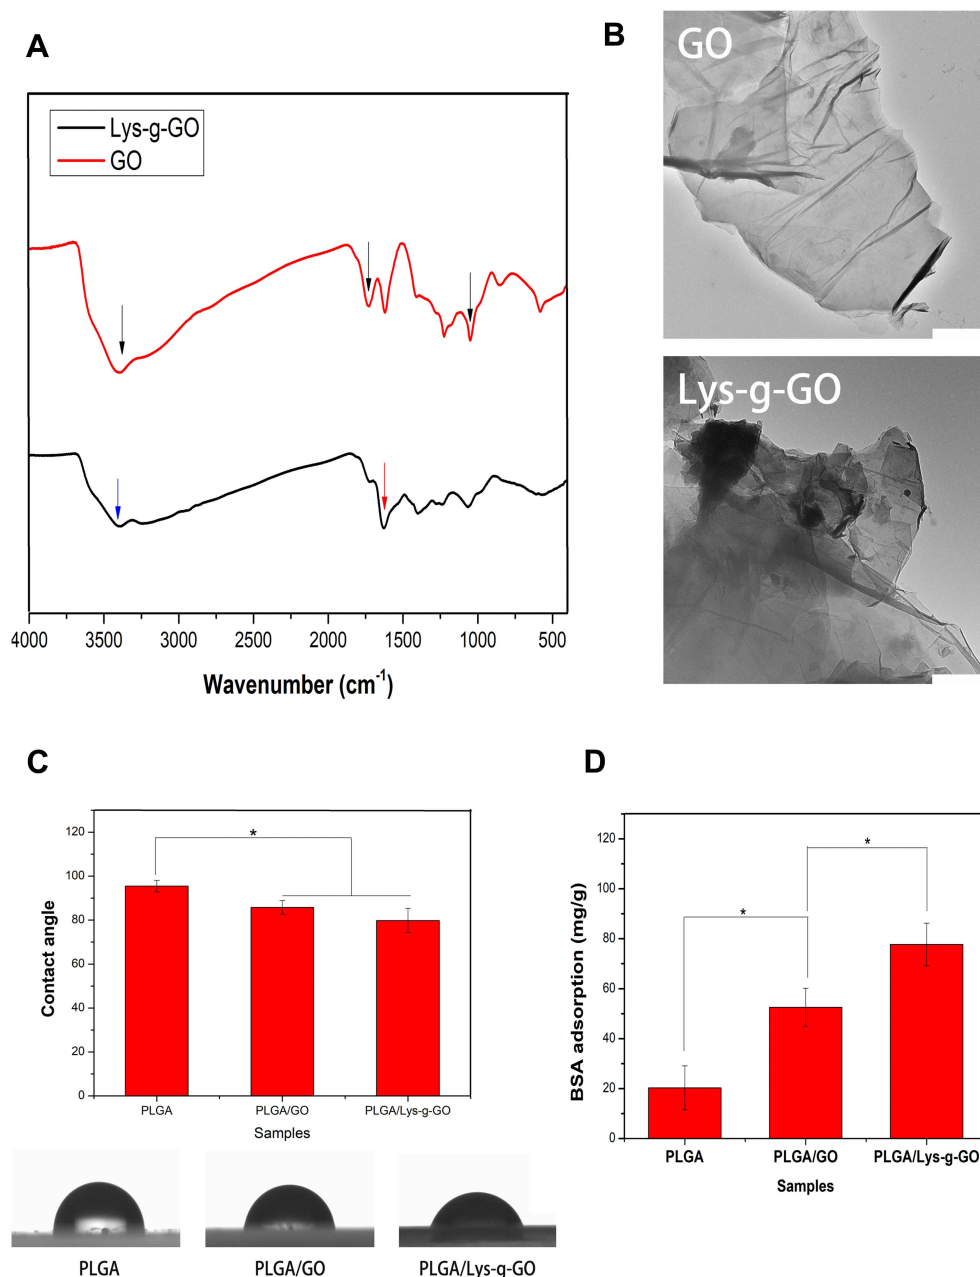 A
Lys-g-GO
GO
4000 3500 3000 2500 2000 1500 1000 500
Wavenumber (cm⁻¹)
B
GO
Lys-g-GO
C
Contact angle
120
100
80
60
40
20
0
*
PLGA PLGA/GO PLGA/Lys-g-GO
Samples
PLGA PLGA/GO PLGA/Lys-g-GO
D
BSA adsorption (mg/g)
120
100
80
60
40
20
0
*
*
PLGA PLGA/GO PLGA/Lys-g-GO
Samples